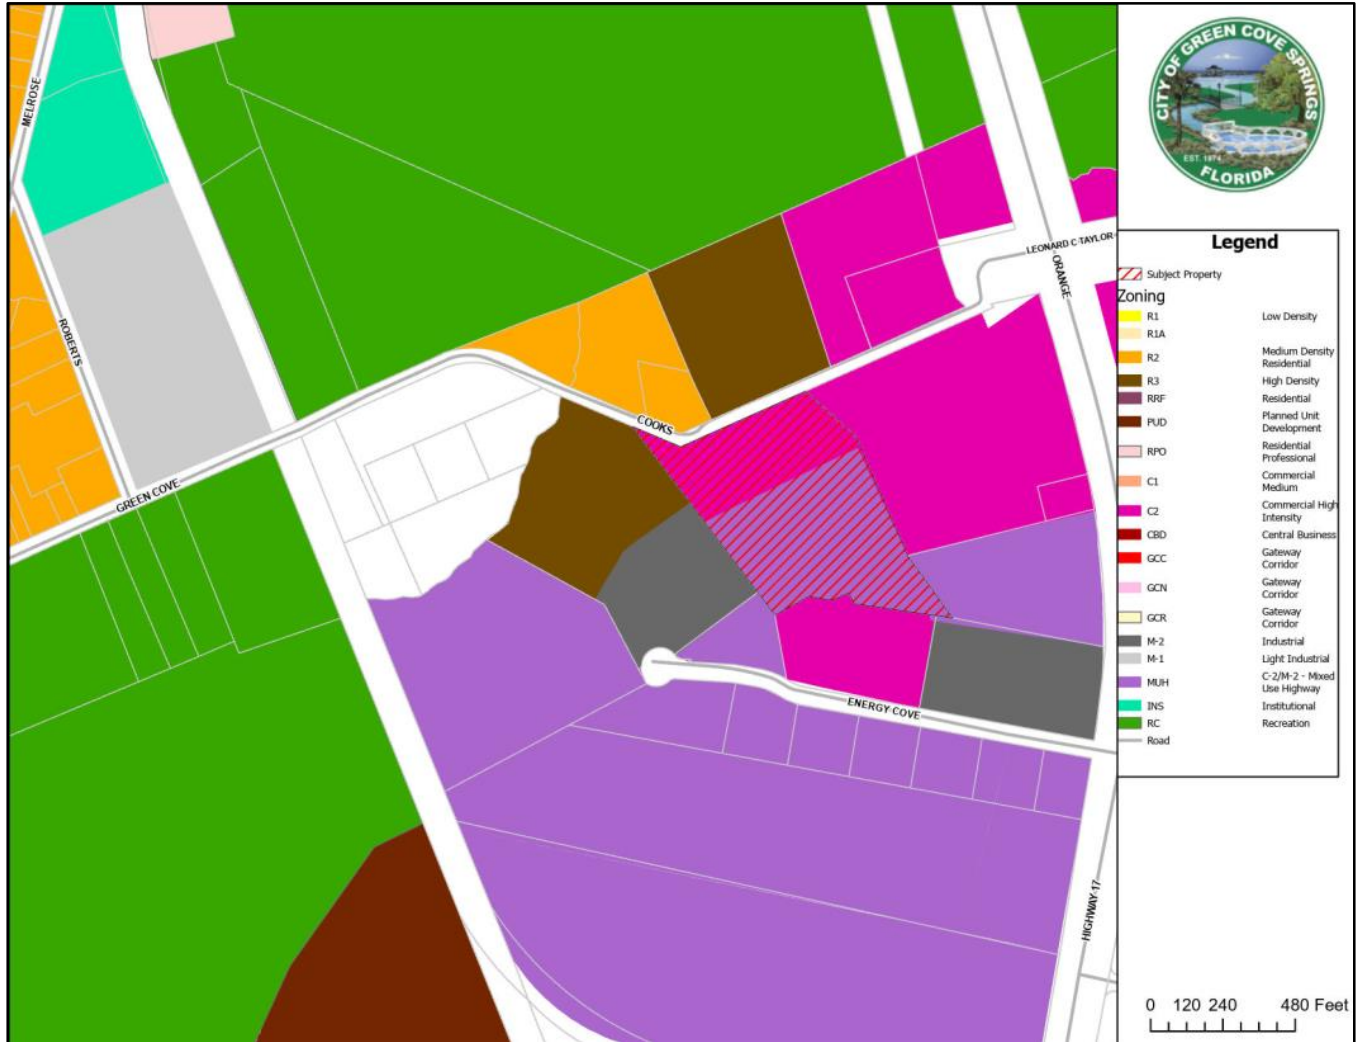 MELROSE
ROBERTS
GREEN COVE
COOKS
LEONARD C TAYLOR
ORANGE
ENERGY COVE
HIGHWAY 17
CITY OF GREEN COVE SPRINGS
EST. 1874
FLORIDA
Legend
Subject Property
Zoning
R1 Low Density
R1A
R2 Medium Density
Residential
R3 High Density
RRF Residential
PUD Planned Unit
Development
RPO Residential
Professional
C1 Commercial
Medium
C2 Commercial High
Intensity
CBD Central Business
GCC Gateway
Corridor
GCN Gateway
Corridor
GCR Gateway
Corridor
M-2 Industrial
M-1 Light Industrial
MUH C-2/M-2 - Mixed
Use Highway
INS Institutional
RC Recreation
Road
0 120 240 480 Feet